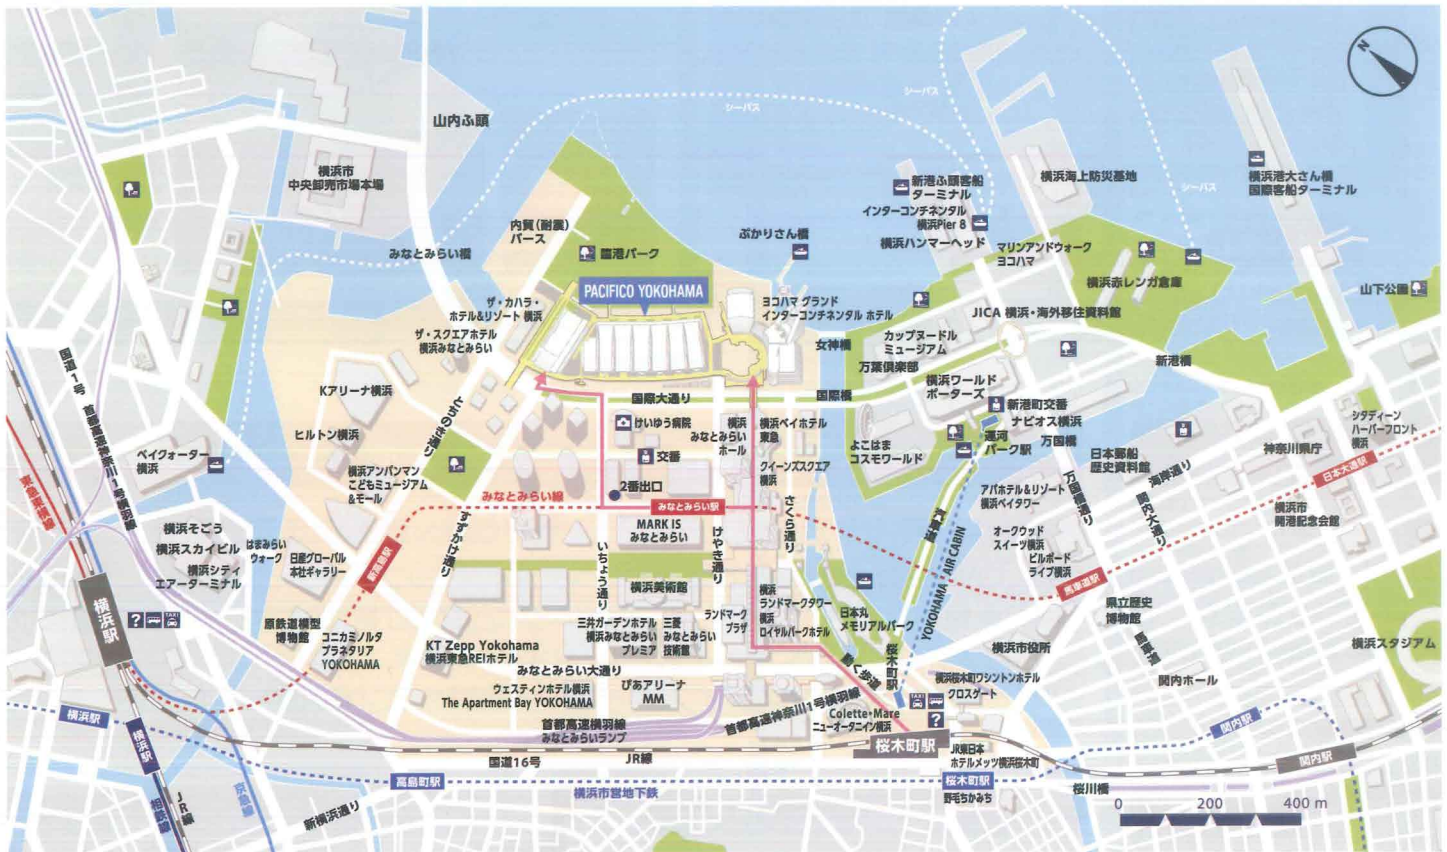 N
シーバス
シーバス
シーバス
山内ふ頭
横浜市
中央卸売市場本場
みなとみらい橋
内貿(耐震)
バース
臨港パーク
PACIFICO YOKOHAMA
ぷかりさん橋
新港ふ頭客船
ターミナル
インターコンチネンタル
横浜Pier 8
横浜ハンマーヘッド
横浜海上防災基地
マリンアンドウォーク
ヨコハマ
横浜港大さん橋
国際客船ターミナル
横浜赤レンガ倉庫
山下公園
ザ・カハラ・
ホテル&リゾート 横浜
ザ・スクエアホテル
横浜みなとみらい
ヨコハマ グランド
インターコンチネンタル ホテル
JICA 横浜・海外移住資料館
女神橋
カップヌードル
ミュージアム
万葉倶楽部
新港橋
国道1号
首都高速神奈川1号横羽線
Kアリーナ横浜
ヒルトン横浜
とちのき通り
国際大通り
国際橋
横浜ワールド
ポーターズ
新港町交番
ナビオス横浜
けいゆう病院
横浜
みなとみらい
ホール
横浜ベイホテル
東急
よこはま
コスモワールド
運河
パーク駅
万国橋
日本郵船
歴史資料館
海岸通り
神奈川県庁
シタディーン
ハーバーフロント
横浜
日本大通駅
ベイクォーター
横浜
横浜アンパンマン
こどもミュージアム
&モール
交番
2番出口
クイーンズスクエア
横浜
みなとみらい線
みなとみらい駅
さくら通り
東急東横線
横浜そごう
横浜スカイビル
横浜シティ
エアーターミナル
はまみらい
ウォーク
日産グローバル
本社ギャラリー
新高島駅
すずかけ通り
MARK IS
みなとみらい
けやき通り
いちょう通り
汽車道
YOKOHAMA AIR CABIN
アパホテル&リゾート
横浜ベイタワー
万国橋通り
関内大通り
オークウッド
スイーツ横浜
ビルボード
ライブ横浜
横浜市
開港記念会館
馬車道駅
横浜美術館
横浜駅
TAXI
原鉄道模型
博物館
コニカミノルタ
プラネタリア
YOKOHAMA
KT Zepp Yokohama
横浜東急REIホテル
三井ガーデンホテル
横浜みなとみらい
プレミア
三菱
みなとみらい
技術館
ランドマーク
プラザ
横浜
ランドマークタワー
横浜
ロイヤルパークホテル
日本丸
メモリアルパーク
県立歴史
博物館
馬車道
横浜市役所
横浜スタジアム
みなとみらい大通り
動く歩道
桜木町駅
横浜桜木町ワシントンホテル
クロスゲート
関内ホール
ウェスティンホテル横浜
The Apartment Bay YOKOHAMA
ぴあアリーナ
MM
TAXI
首都高速横羽線
みなとみらいランプ
首都高速神奈川1号横羽線
Colette・Mare
ニューオータニイン横浜
横浜駅
横浜駅
国道16号
JR線
桜木町駅
JR東日本
ホテルメッツ横浜桜木町
関内駅
関内駅
高島町駅
横浜市営地下鉄
桜木町駅
野毛ちかみち
桜川橋
相鉄線
JR線
京急線
新横浜通り
0 200 400 m